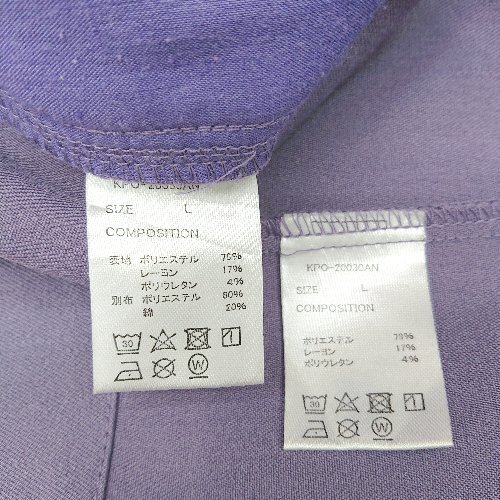 KPO-20030AN
SIZE L
COMPOSITION
表地 ポリエステル 79%
レーヨン 17%
ポリウレタン 4%
別布 ポリエステル 80%
綿 20%
30
W
KPO-20030AN
SIZE L
COMPOSITION
ポリエステル 79%
レーヨン 17%
ポリウレタン 4%
30
W